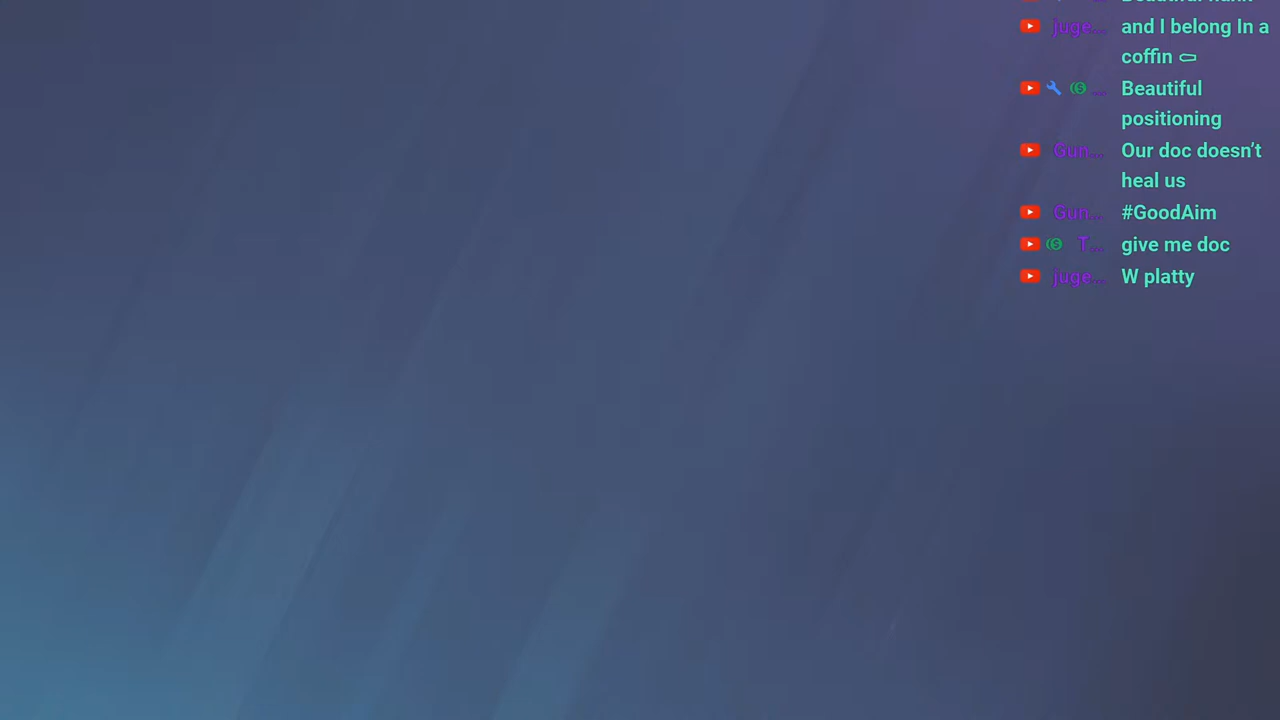 juge... and I belong In a
coffin
... Beautiful
positioning
Gun... Our doc doesn’t
heal us
Gun... #GoodAim
T... give me doc
juge... W platty